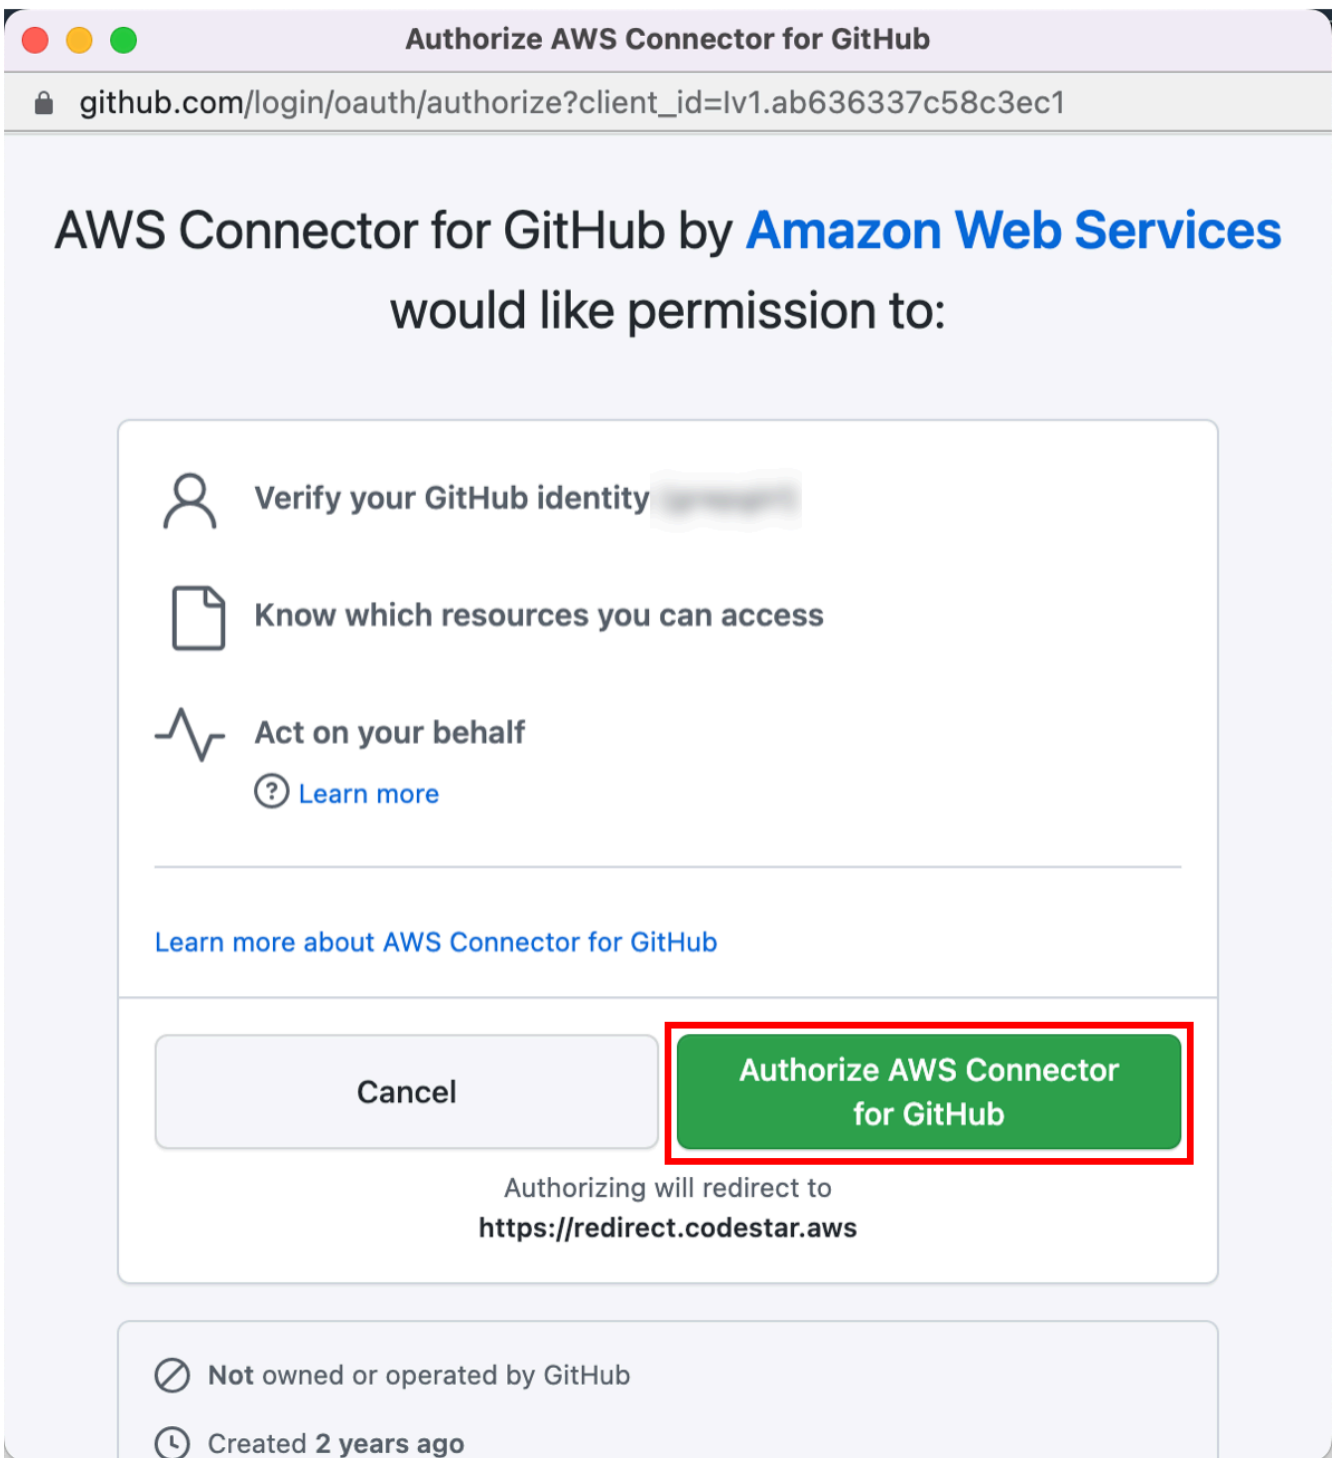 Authorize AWS Connector for GitHub
github.com/login/oauth/authorize?client_id=Iv1.ab636337c58c3ec1
AWS Connector for GitHub by Amazon Web Services
would like permission to:
Verify your GitHub identity
Know which resources you can access
Act on your behalf
? Learn more
Learn more about AWS Connector for GitHub
Cancel
Authorize AWS Connector
for GitHub
Authorizing will redirect to
https://redirect.codestar.aws
Not owned or operated by GitHub
Created 2 years ago